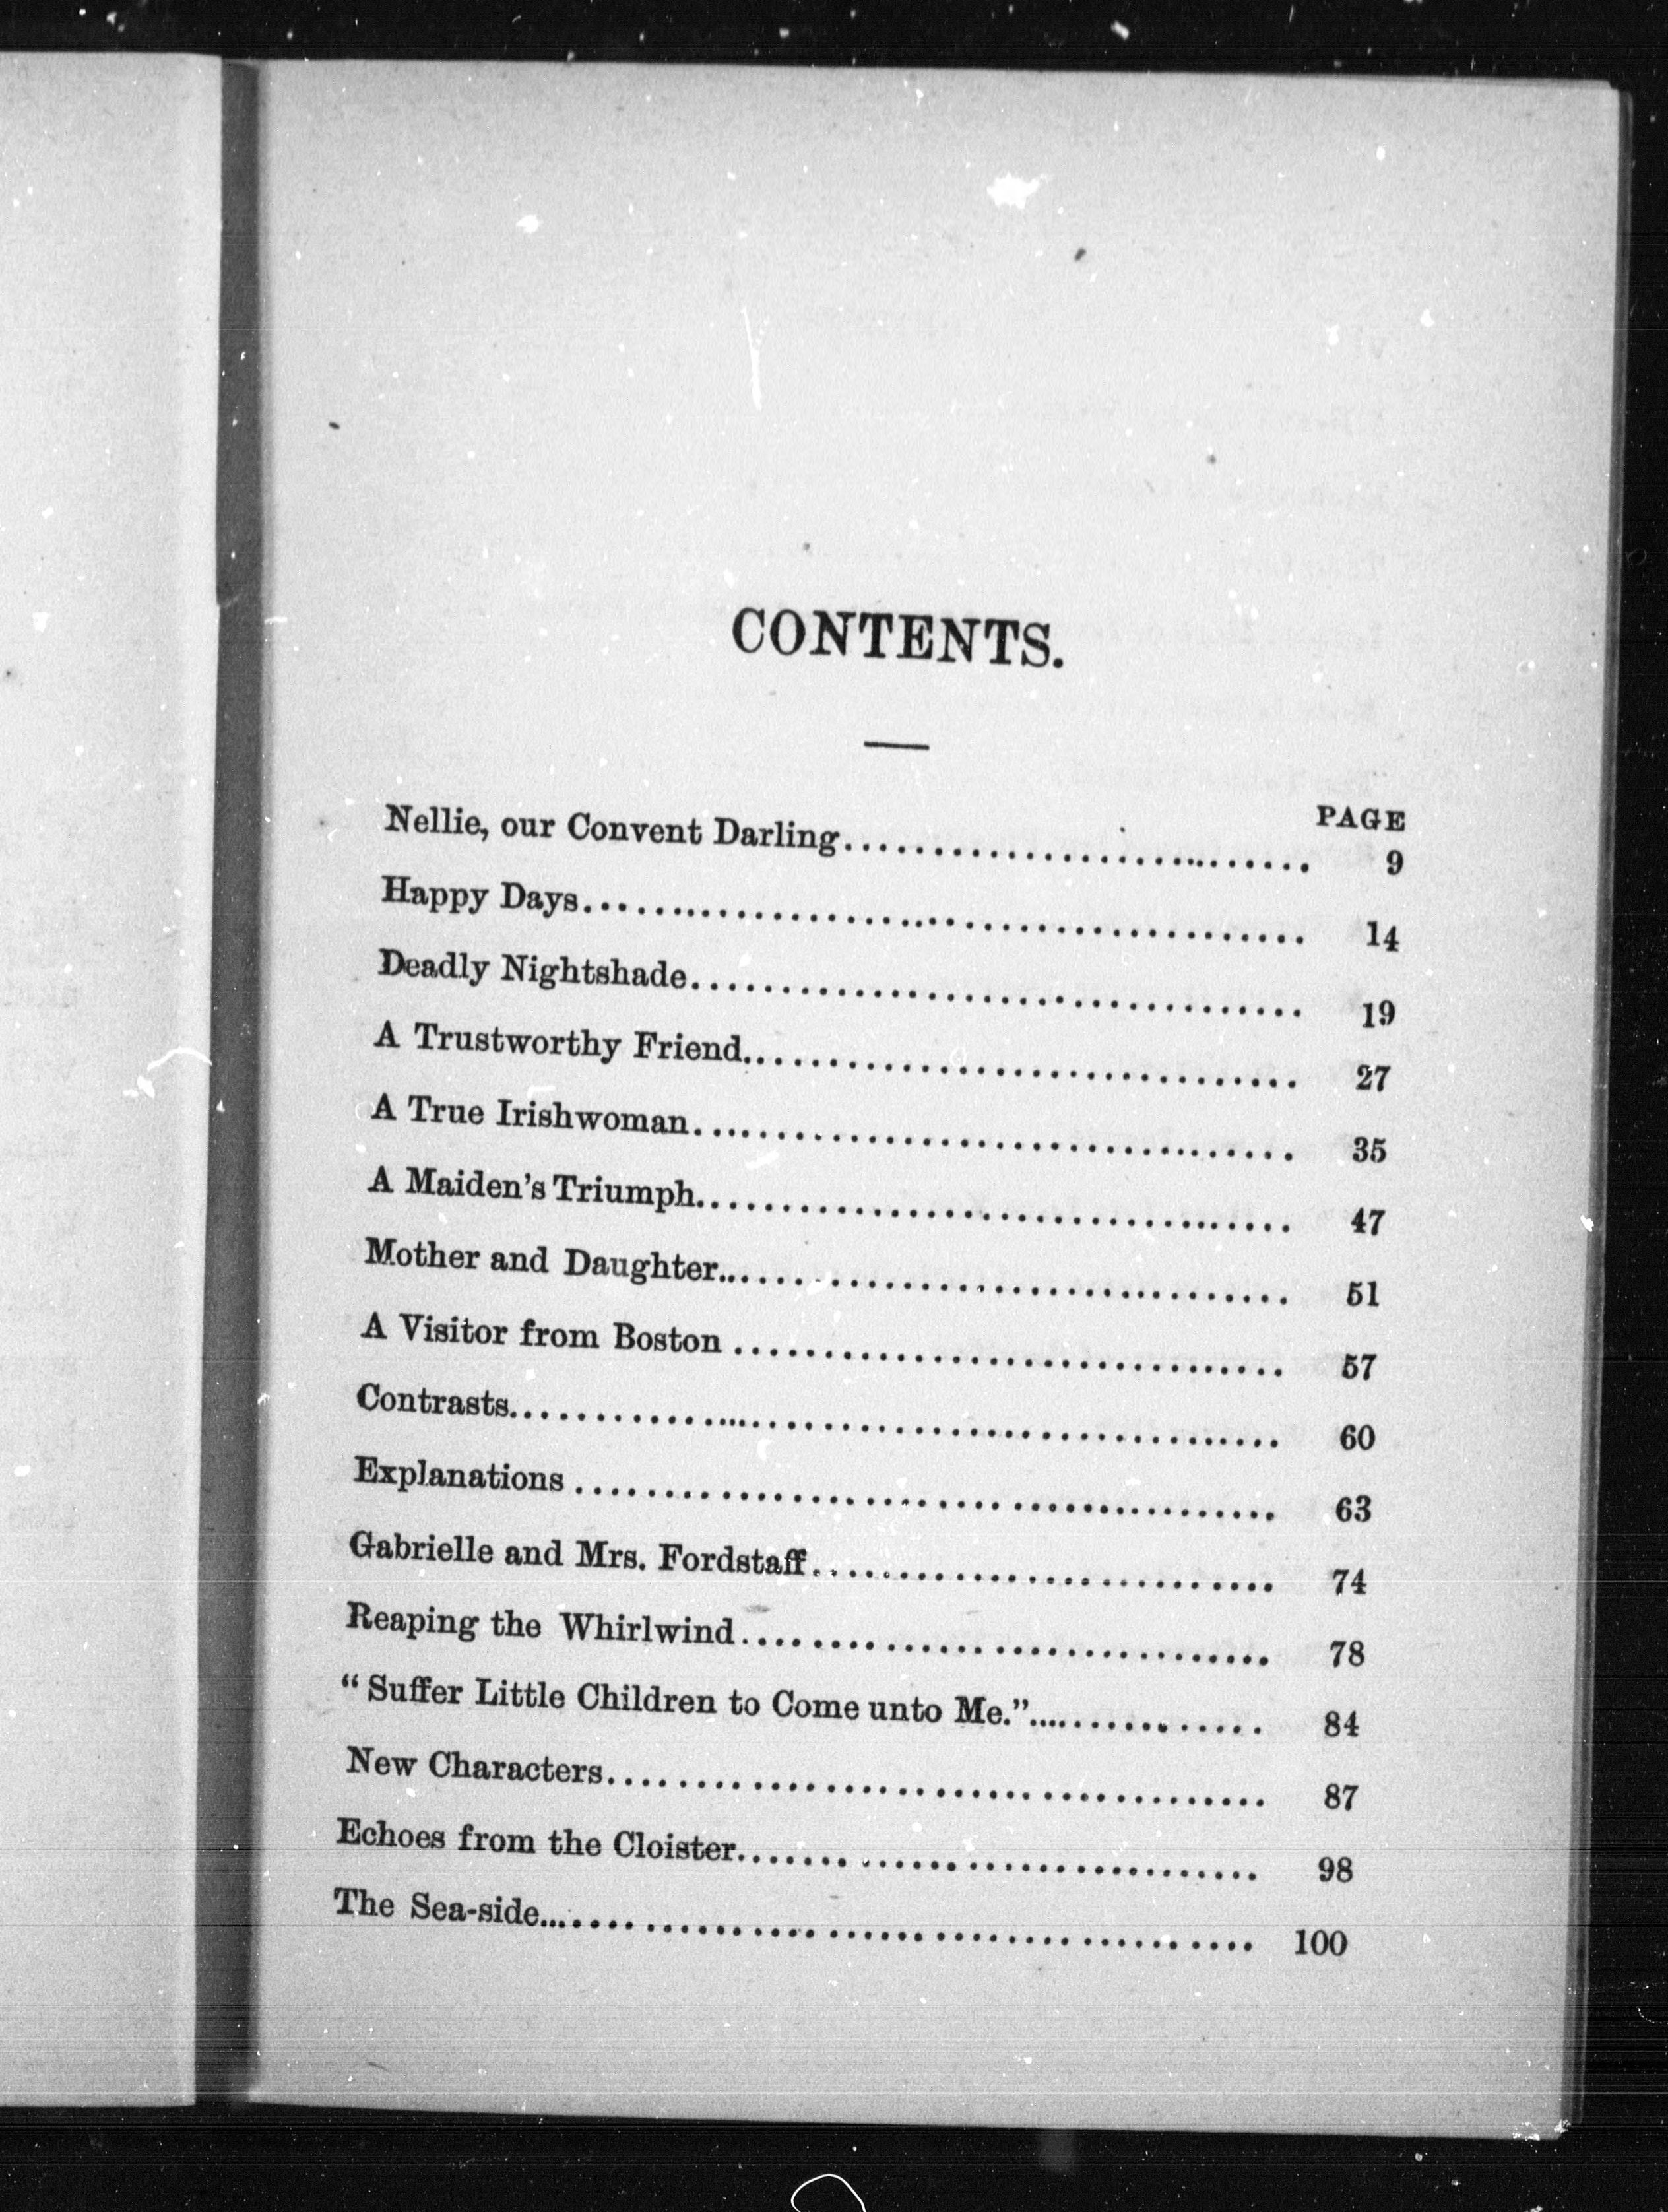 CONTENTS.
PAGE
Nellie, our Convent Darling.............................. 9
Happy Days........................................ 14
Deadly Nightshade.................................. 19
A Trustworthy Friend............................... 27
A True Irishwoman.................................. 35
A Maiden's Triumph................................. 47
Mother and Daughter................................ 51
A Visitor from Boston ............................... 57
Contrasts........................................... 60
Explanations ....................................... 63
Gabrielle and Mrs. Fordstaff.......................... 74
Reaping the Whirlwind.............................. 78
“Suffer Little Children to Come unto Me.”.............. 84
New Characters..................................... 87
Echoes from the Cloister............................. 98
The Sea-side........................................ 100